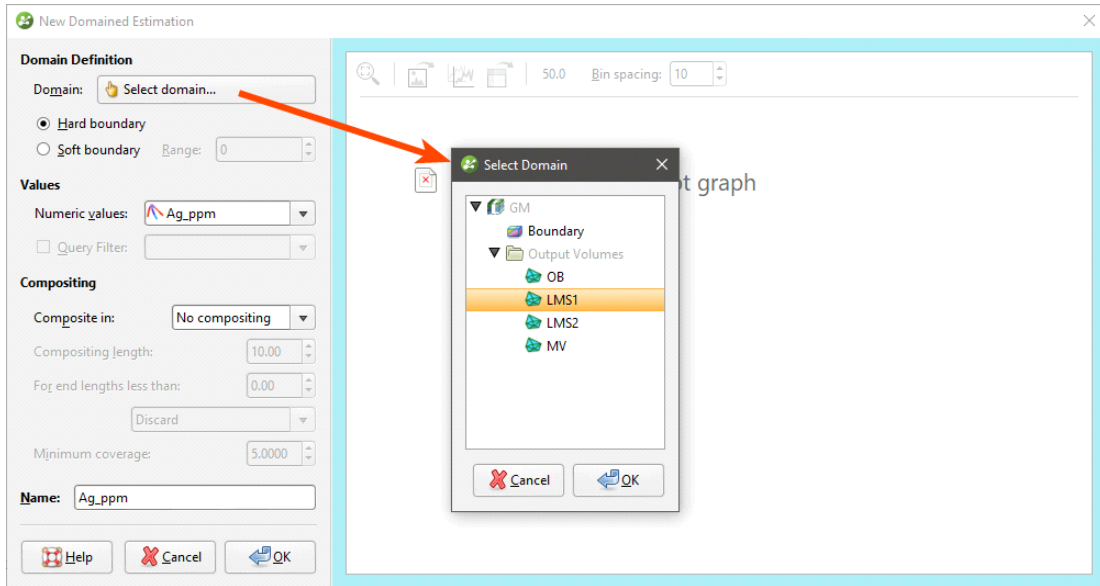 New Domained Estimation
Domain Definition
Domain: Select domain...
Hard boundary
Soft boundary Range: 0
Values
Numeric values: Ag_ppm
Query Filter:
Compositing
Composite in: No compositing
Compositing length: 10.00
For end lengths less than: 0.00
Discard
Minimum coverage: 5.0000
Name: Ag_ppm
Help Cancel OK
50.0 Bin spacing: 10
ot graph
Select Domain
GM
Boundary
Output Volumes
OB
LMS1
LMS2
MV
Cancel OK